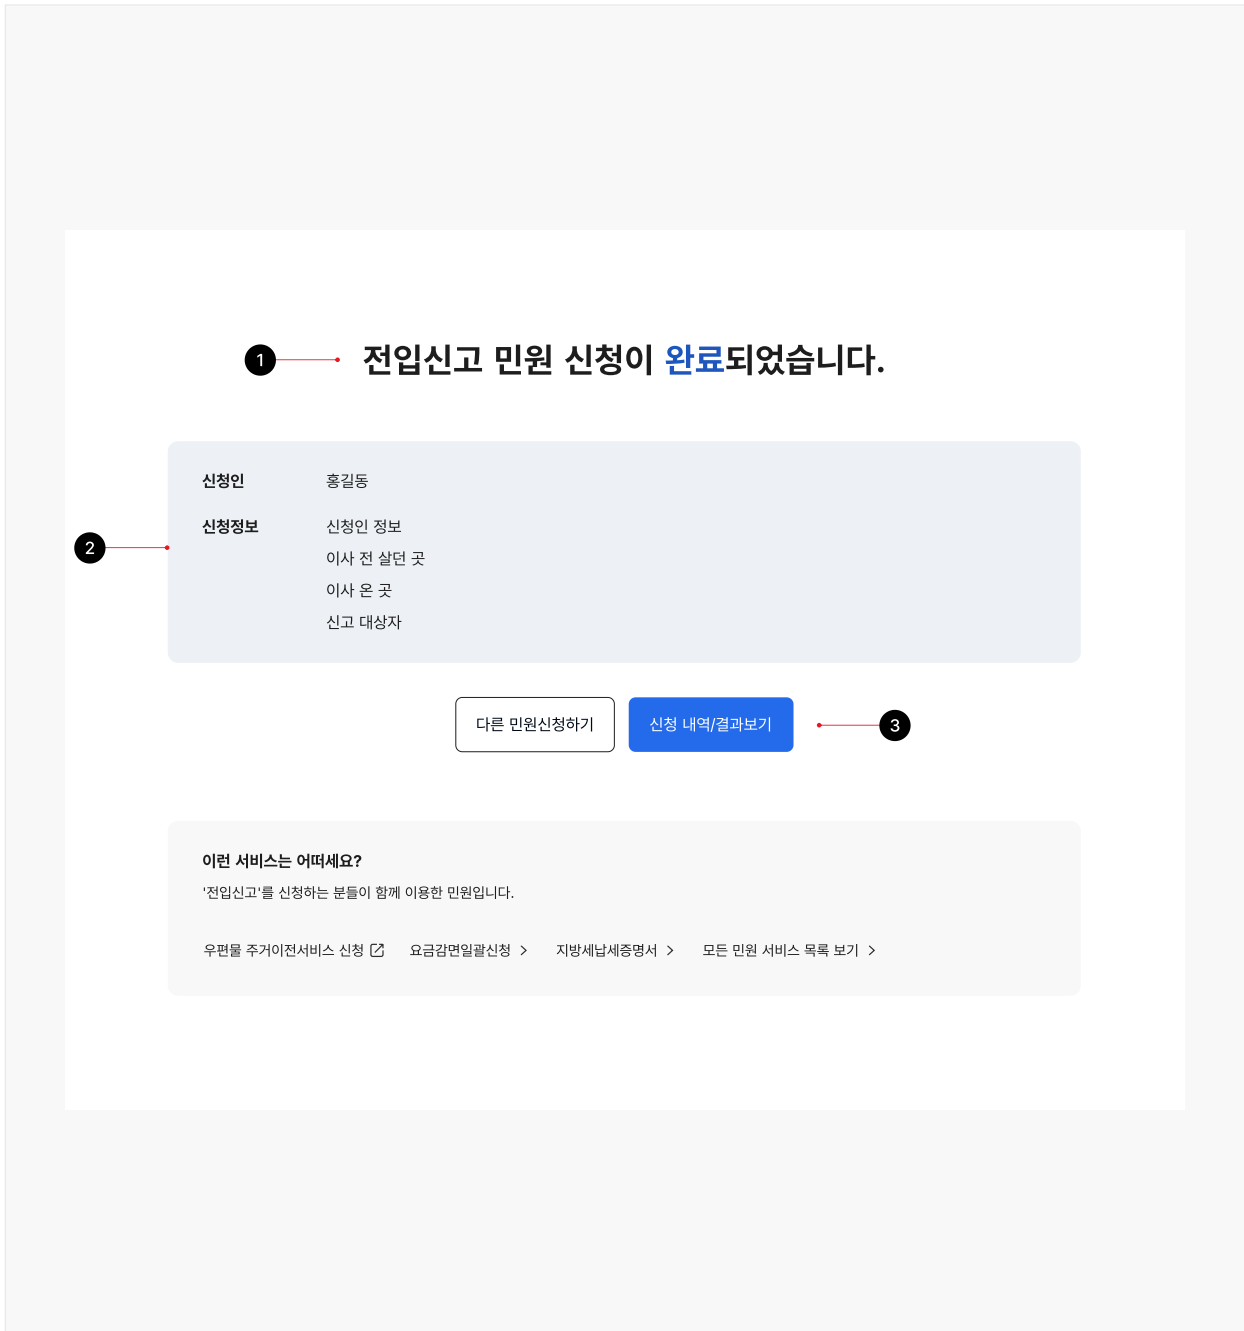 1 전입신고 민원 신청이 완료되었습니다.
신청인 홍길동
신청정보 신청인 정보
2
이사 전 살던 곳
이사 온 곳
신고 대상자
다른 민원신청하기 신청 내역/결과보기 3
이런 서비스는 어떠세요?
'전입신고'를 신청하는 분들이 함께 이용한 민원입니다.
우편물 주거이전서비스 신청 요금감면일괄신청 지방세납세증명서 모든 민원 서비스 목록 보기